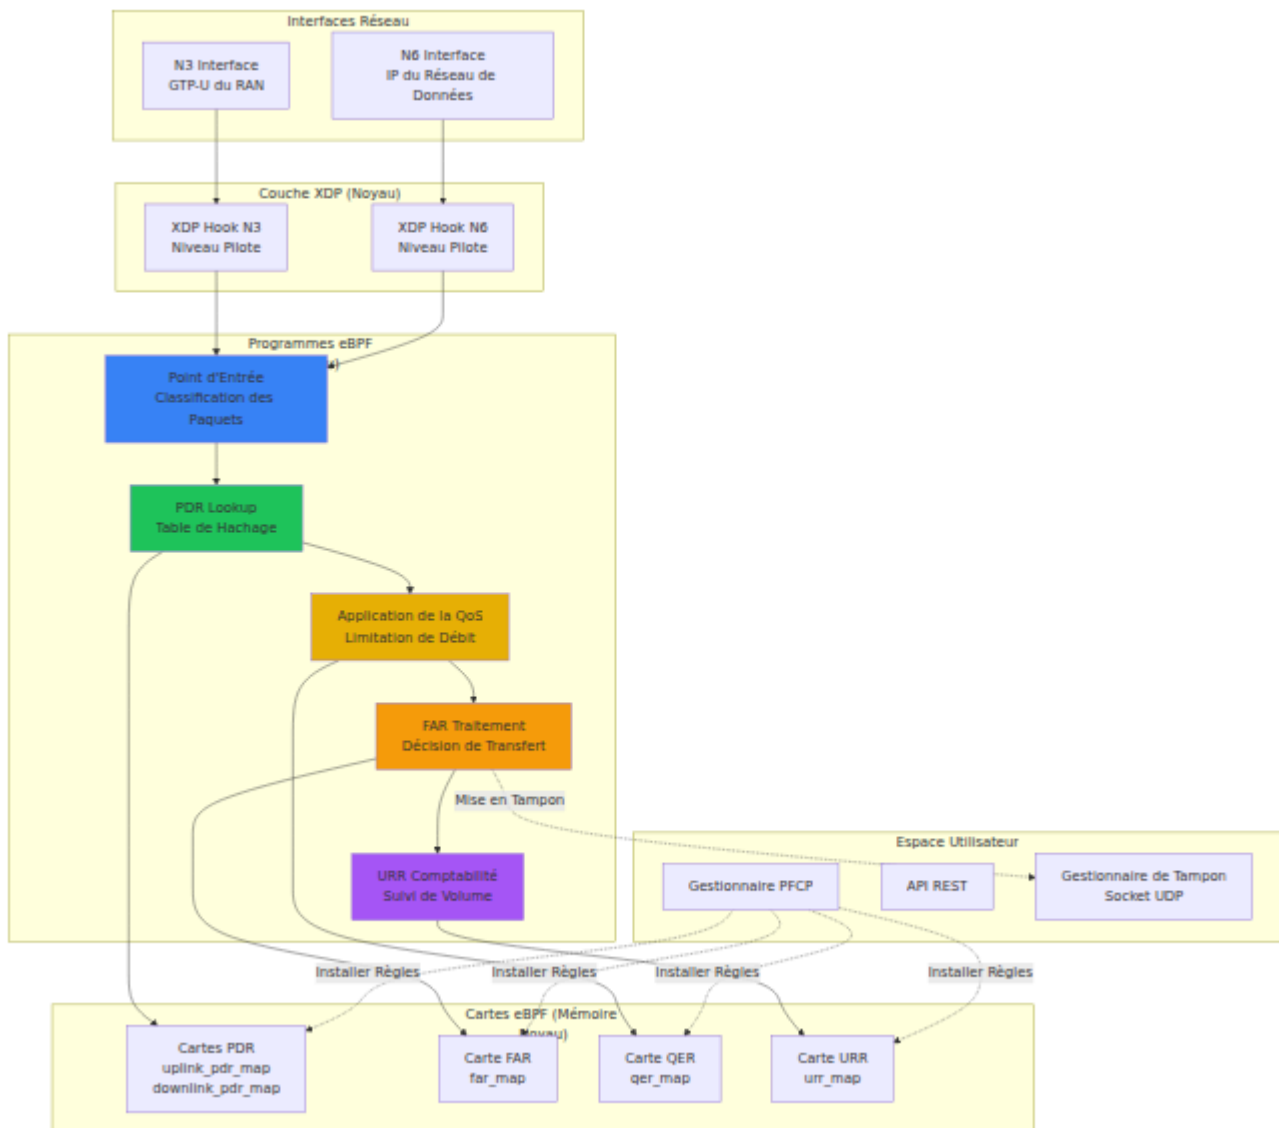 Interfaces Réseau
N3 Interface
GTP-U du RAN
N6 Interface
IP du Réseau de
Données
Couche XDP (Noyau)
XDP Hook N3
Niveau Pilote
XDP Hook N6
Niveau Pilote
Programmes eBPF
Point d'Entrée
Classification des
Paquets
PDR Lookup
Table de Hachage
Application de la QoS
Limitation de Débit
FAR Traitement
Décision de Transfert
Mise en Tampon
URR Comptabilité
Suivi de Volume
Espace Utilisateur
Gestionnaire PFCP
API REST
Gestionnaire de Tampon
Socket UDP
Installer Règles
Installer Règles
Installer Règles
Installer Règles
Cartes eBPF (Mémoire
Noyau)
Cartes PDR
uplink_pdr_map
downlink_pdr_map
Carte FAR
far_map
Carte QER
qer_map
Carte URR
urr_map